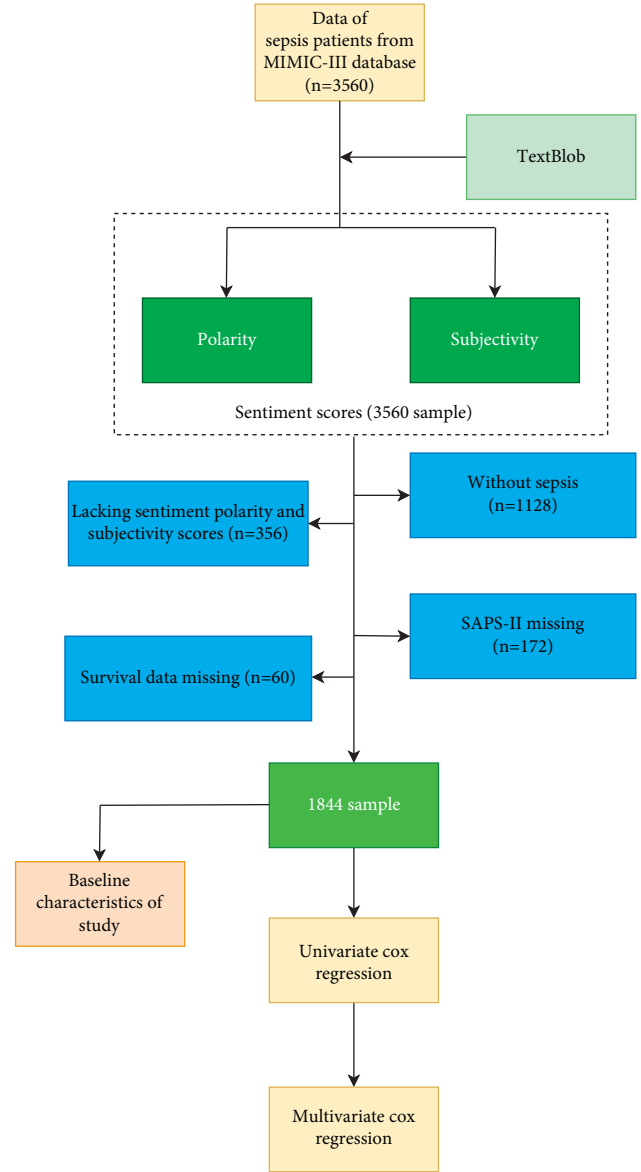 Data of
sepsis patients from
MIMIC-III database
(n=3560)
TextBlob
Polarity
Subjectivity
Sentiment scores (3560 sample)
Without sepsis
(n=1128)
Lacking sentiment polarity and
subjectivity scores (n=356)
SAPS-II missing
(n=172)
Survival data missing (n=60)
1844 sample
Baseline
characteristics of
study
Univariate cox
regression
Multivariate cox
regression